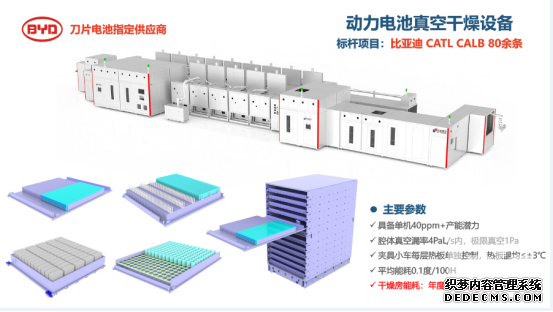 BYD 刀片电池指定供应商
动力电池真空干燥设备
标杆项目：比亚迪 CATL CALB 80余条
主要参数
具备单机40ppm+产能潜力
腔体真空漏率4PaL/s内，极限真空1Pa
夹具小车每层热板单独控制，热板温均≤±3℃
平均能耗0.1度/100H
干燥房能耗：年度
织梦内容管理系统
DEDECMS.COM